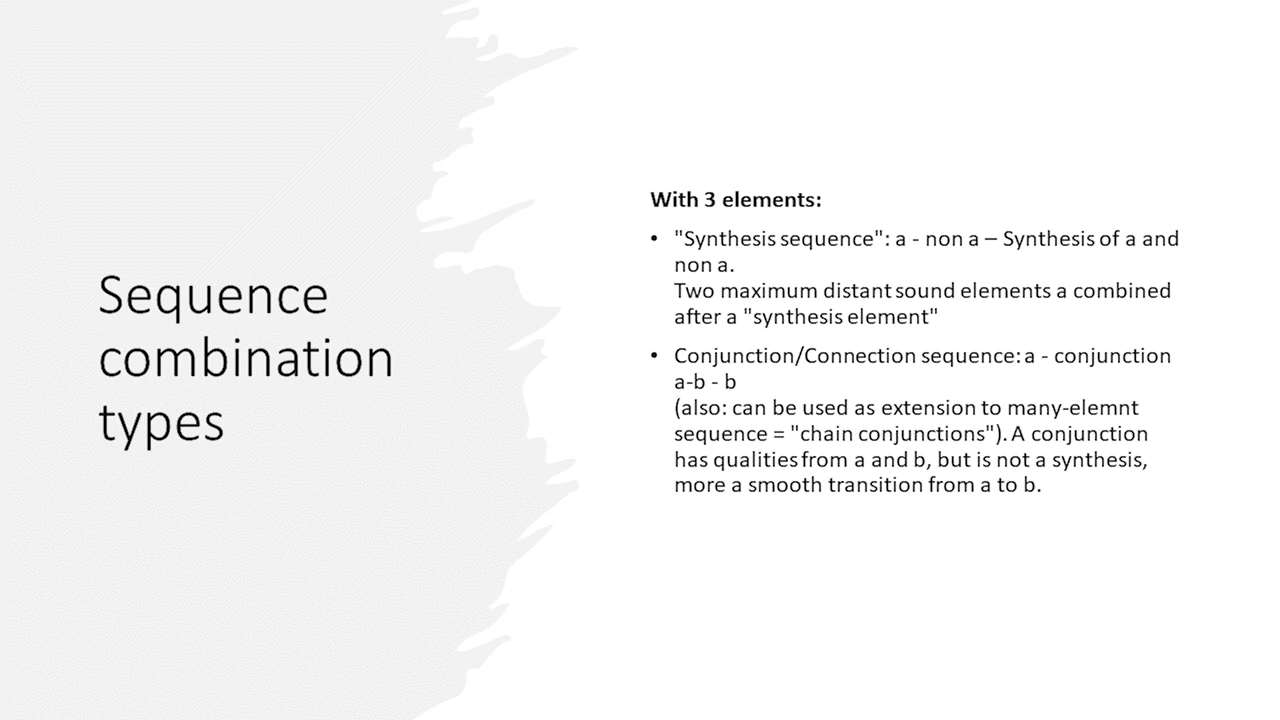 Sequence
combination
types
With 3 elements:
• "Synthesis sequence": a - non a – Synthesis of a and
non a.
Two maximum distant sound elements a combined
after a "synthesis element"
• Conjunction/Connection sequence: a - conjunction
a-b - b
(also: can be used as extension to many-elemnt
sequence = "chain conjunctions"). A conjunction
has qualities from a and b, but is not a synthesis,
more a smooth transition from a to b.